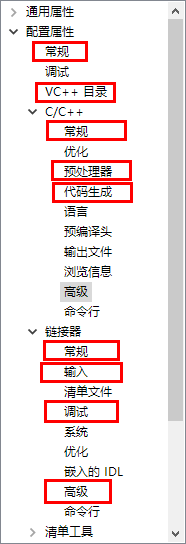 通用属性
配置属性
常规
调试
VC++ 目录
C/C++
常规
优化
预处理器
代码生成
语言
预编译头
输出文件
浏览信息
高级
命令行
链接器
常规
输入
清单文件
调试
系统
优化
嵌入的 IDL
高级
命令行
清单工具